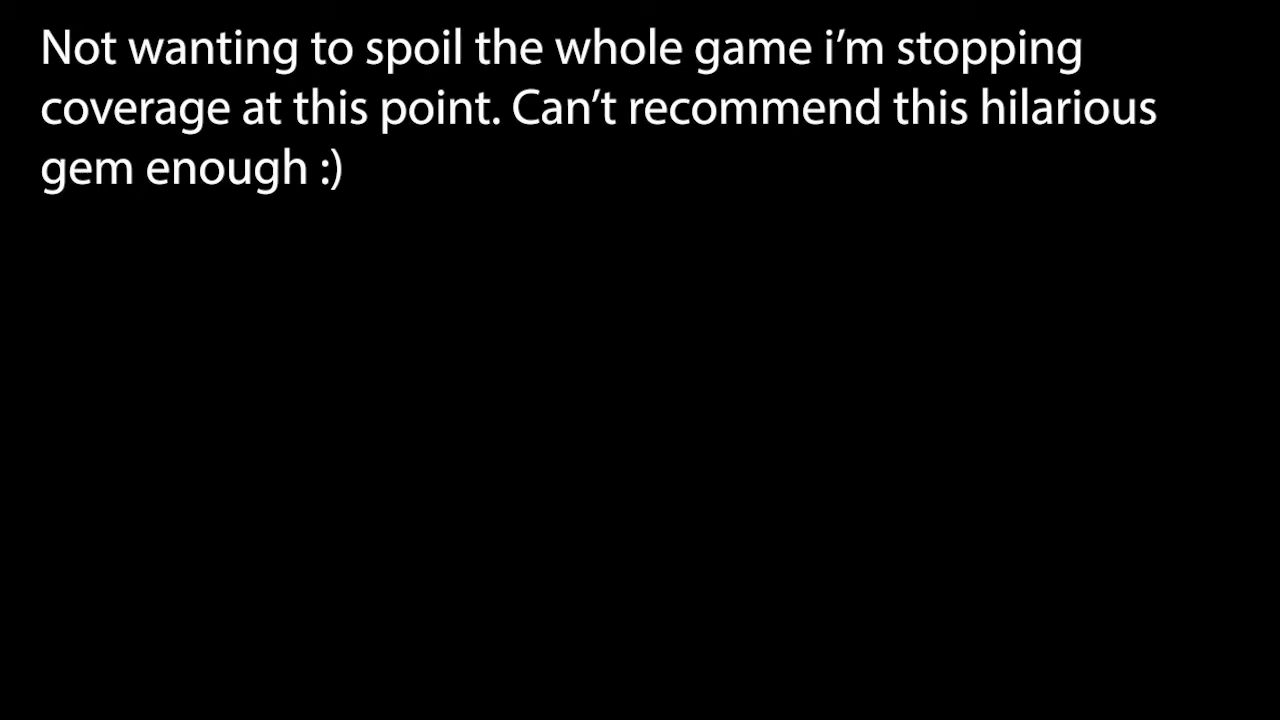 Not wanting to spoil the whole game i’m stopping
coverage at this point. Can’t recommend this hilarious
gem enough :)